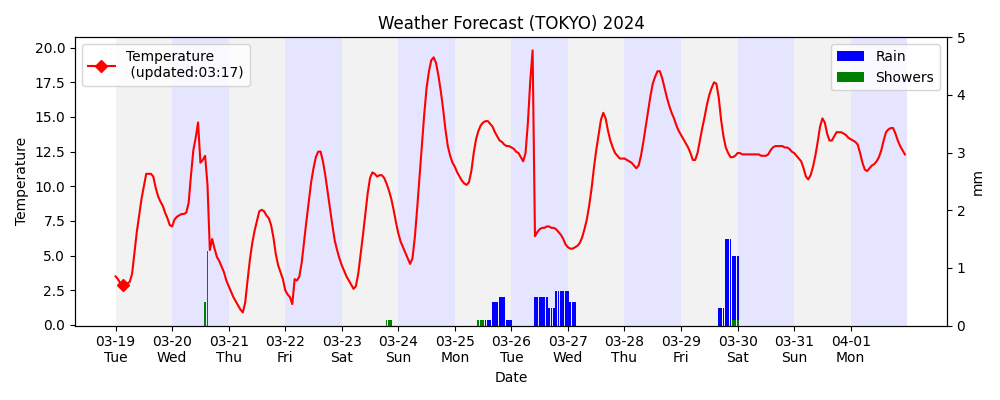 Weather Forecast (TOKYO) 2024
Temperature
(updated:03:17)
Rain
Showers
Temperature
20.0
17.5
15.0
12.5
10.0
7.5
5.0
2.5
0.0
5
4
3
2
1
0
mm
03-19 03-20 03-21 03-22 03-23 03-24 03-25 03-26 03-27 03-28 03-29 03-30 03-31 04-01
Tue Wed Thu Fri Sat Sun Mon Tue Wed Thu Fri Sat Sun Mon
Date